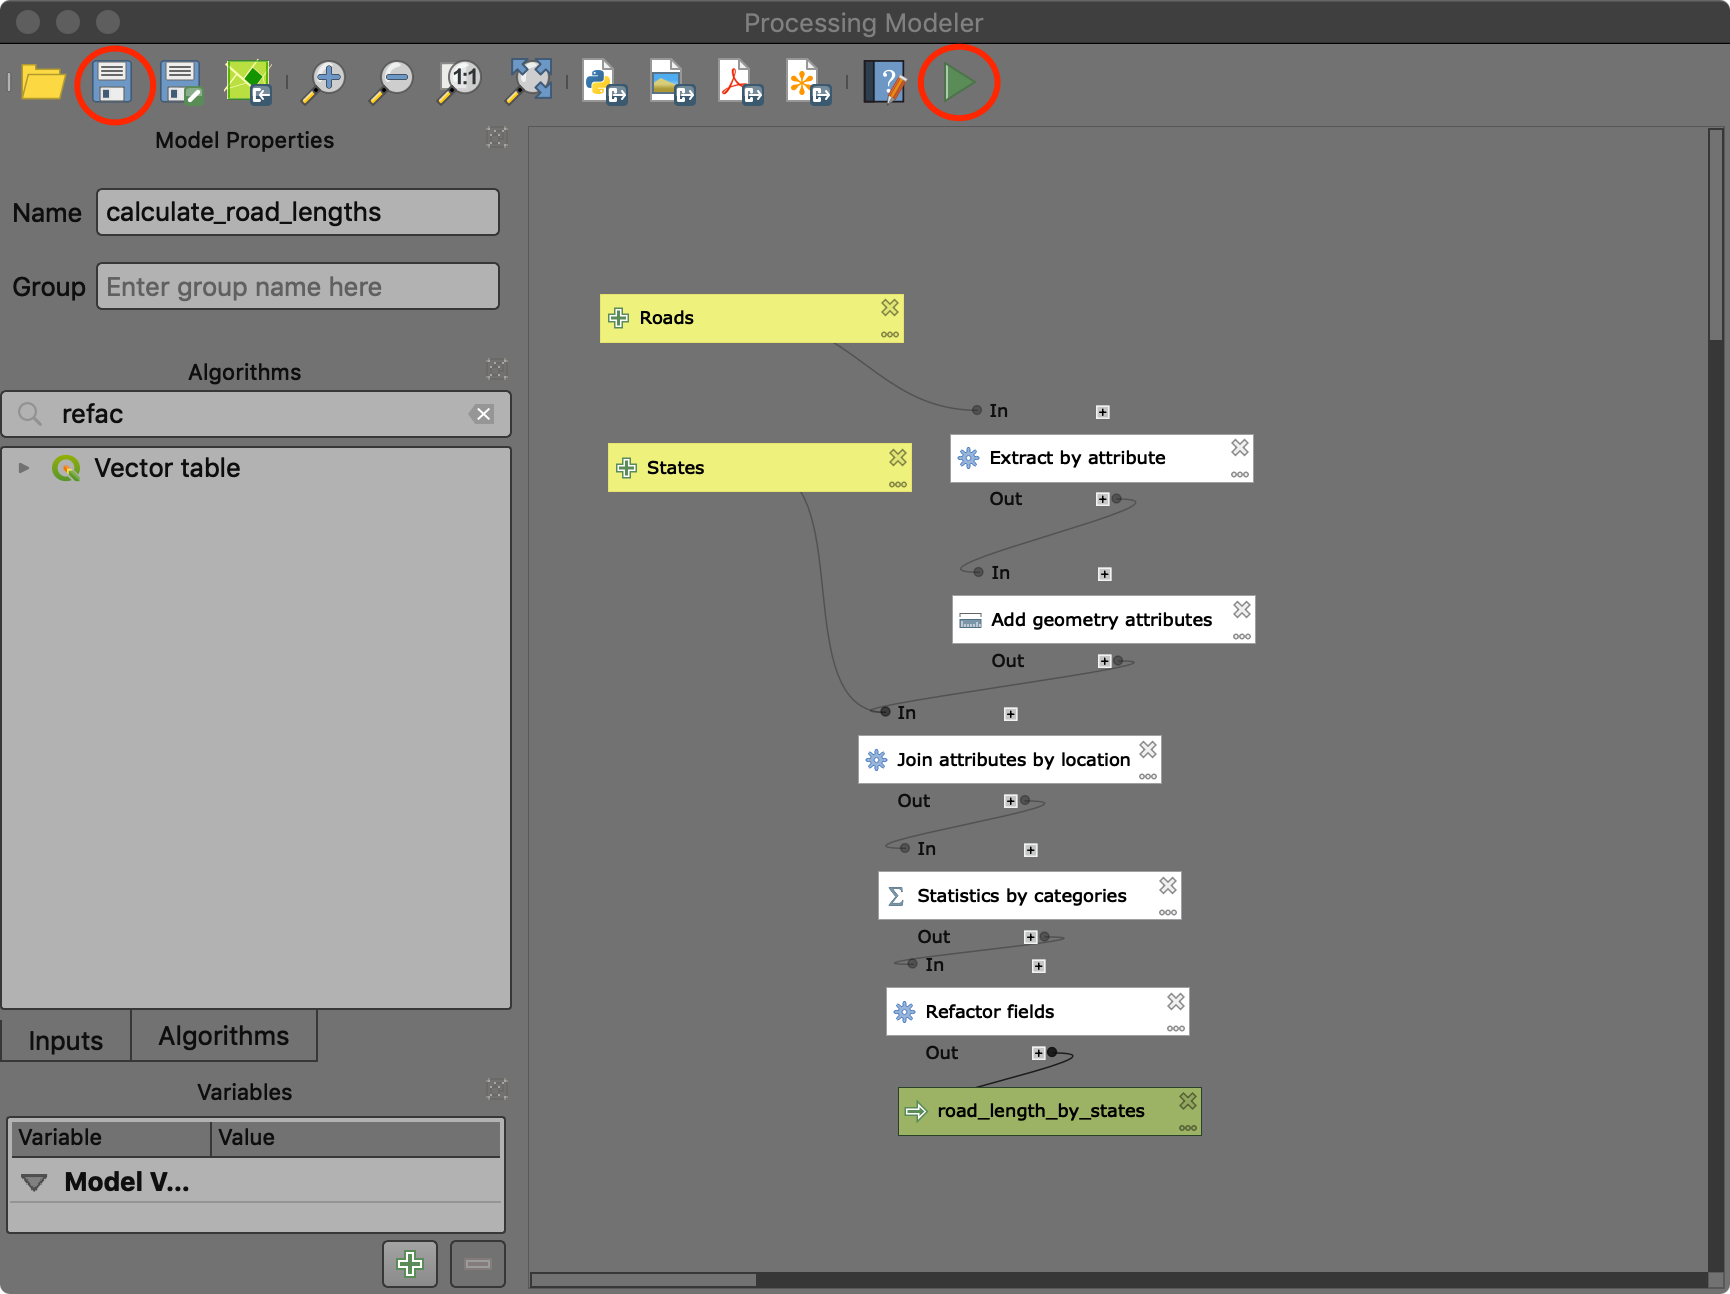 Processing Modeler
1:1
Model Properties
Name calculate_road_lengths
Group Enter group name here
Algorithms
refac
Vector table
Inputs Algorithms
Variables
Variable Value
Model V...
Roads
In
States
Extract by attribute
Out
In
Add geometry attributes
Out
In
Join attributes by location
Out
In
Statistics by categories
Out
In
Refactor fields
Out
road_length_by_states